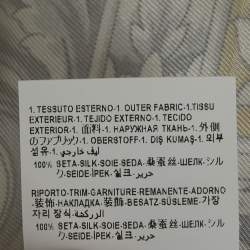 1. TESSUTO ESTERNO-1. OUTER FABRIC-1.TISSU
EXTERIEUR-1. TEJIDO EXTERNO-1. TECIDO
EXTERIOR-1. 面料-1. НАРУЖНАЯ ТКАНЬ-1. 外側
のファブリック-1. OBERSTOFF-1. DIŞ KUMAŞ-1. 외부
섬유-1. ليف خارجي
100% SETA-SILK-SOIE-SEDA-桑蚕丝-ШЕЛК-シル
ク-SEIDE-İPEK-실크-حرير
RIPORTO-TRIM-GARNITURE-REMANENTE-ADORNO
-装饰-НАКЛАДКА-装飾-BESATZ-SÜSLEME-가장
자리 장식-الزركشة
100% SETA-SILK-SOIE-SEDA-桑蚕丝-ШЕЛК-シル
ク-SEIDE-İPEK-실크-حرير